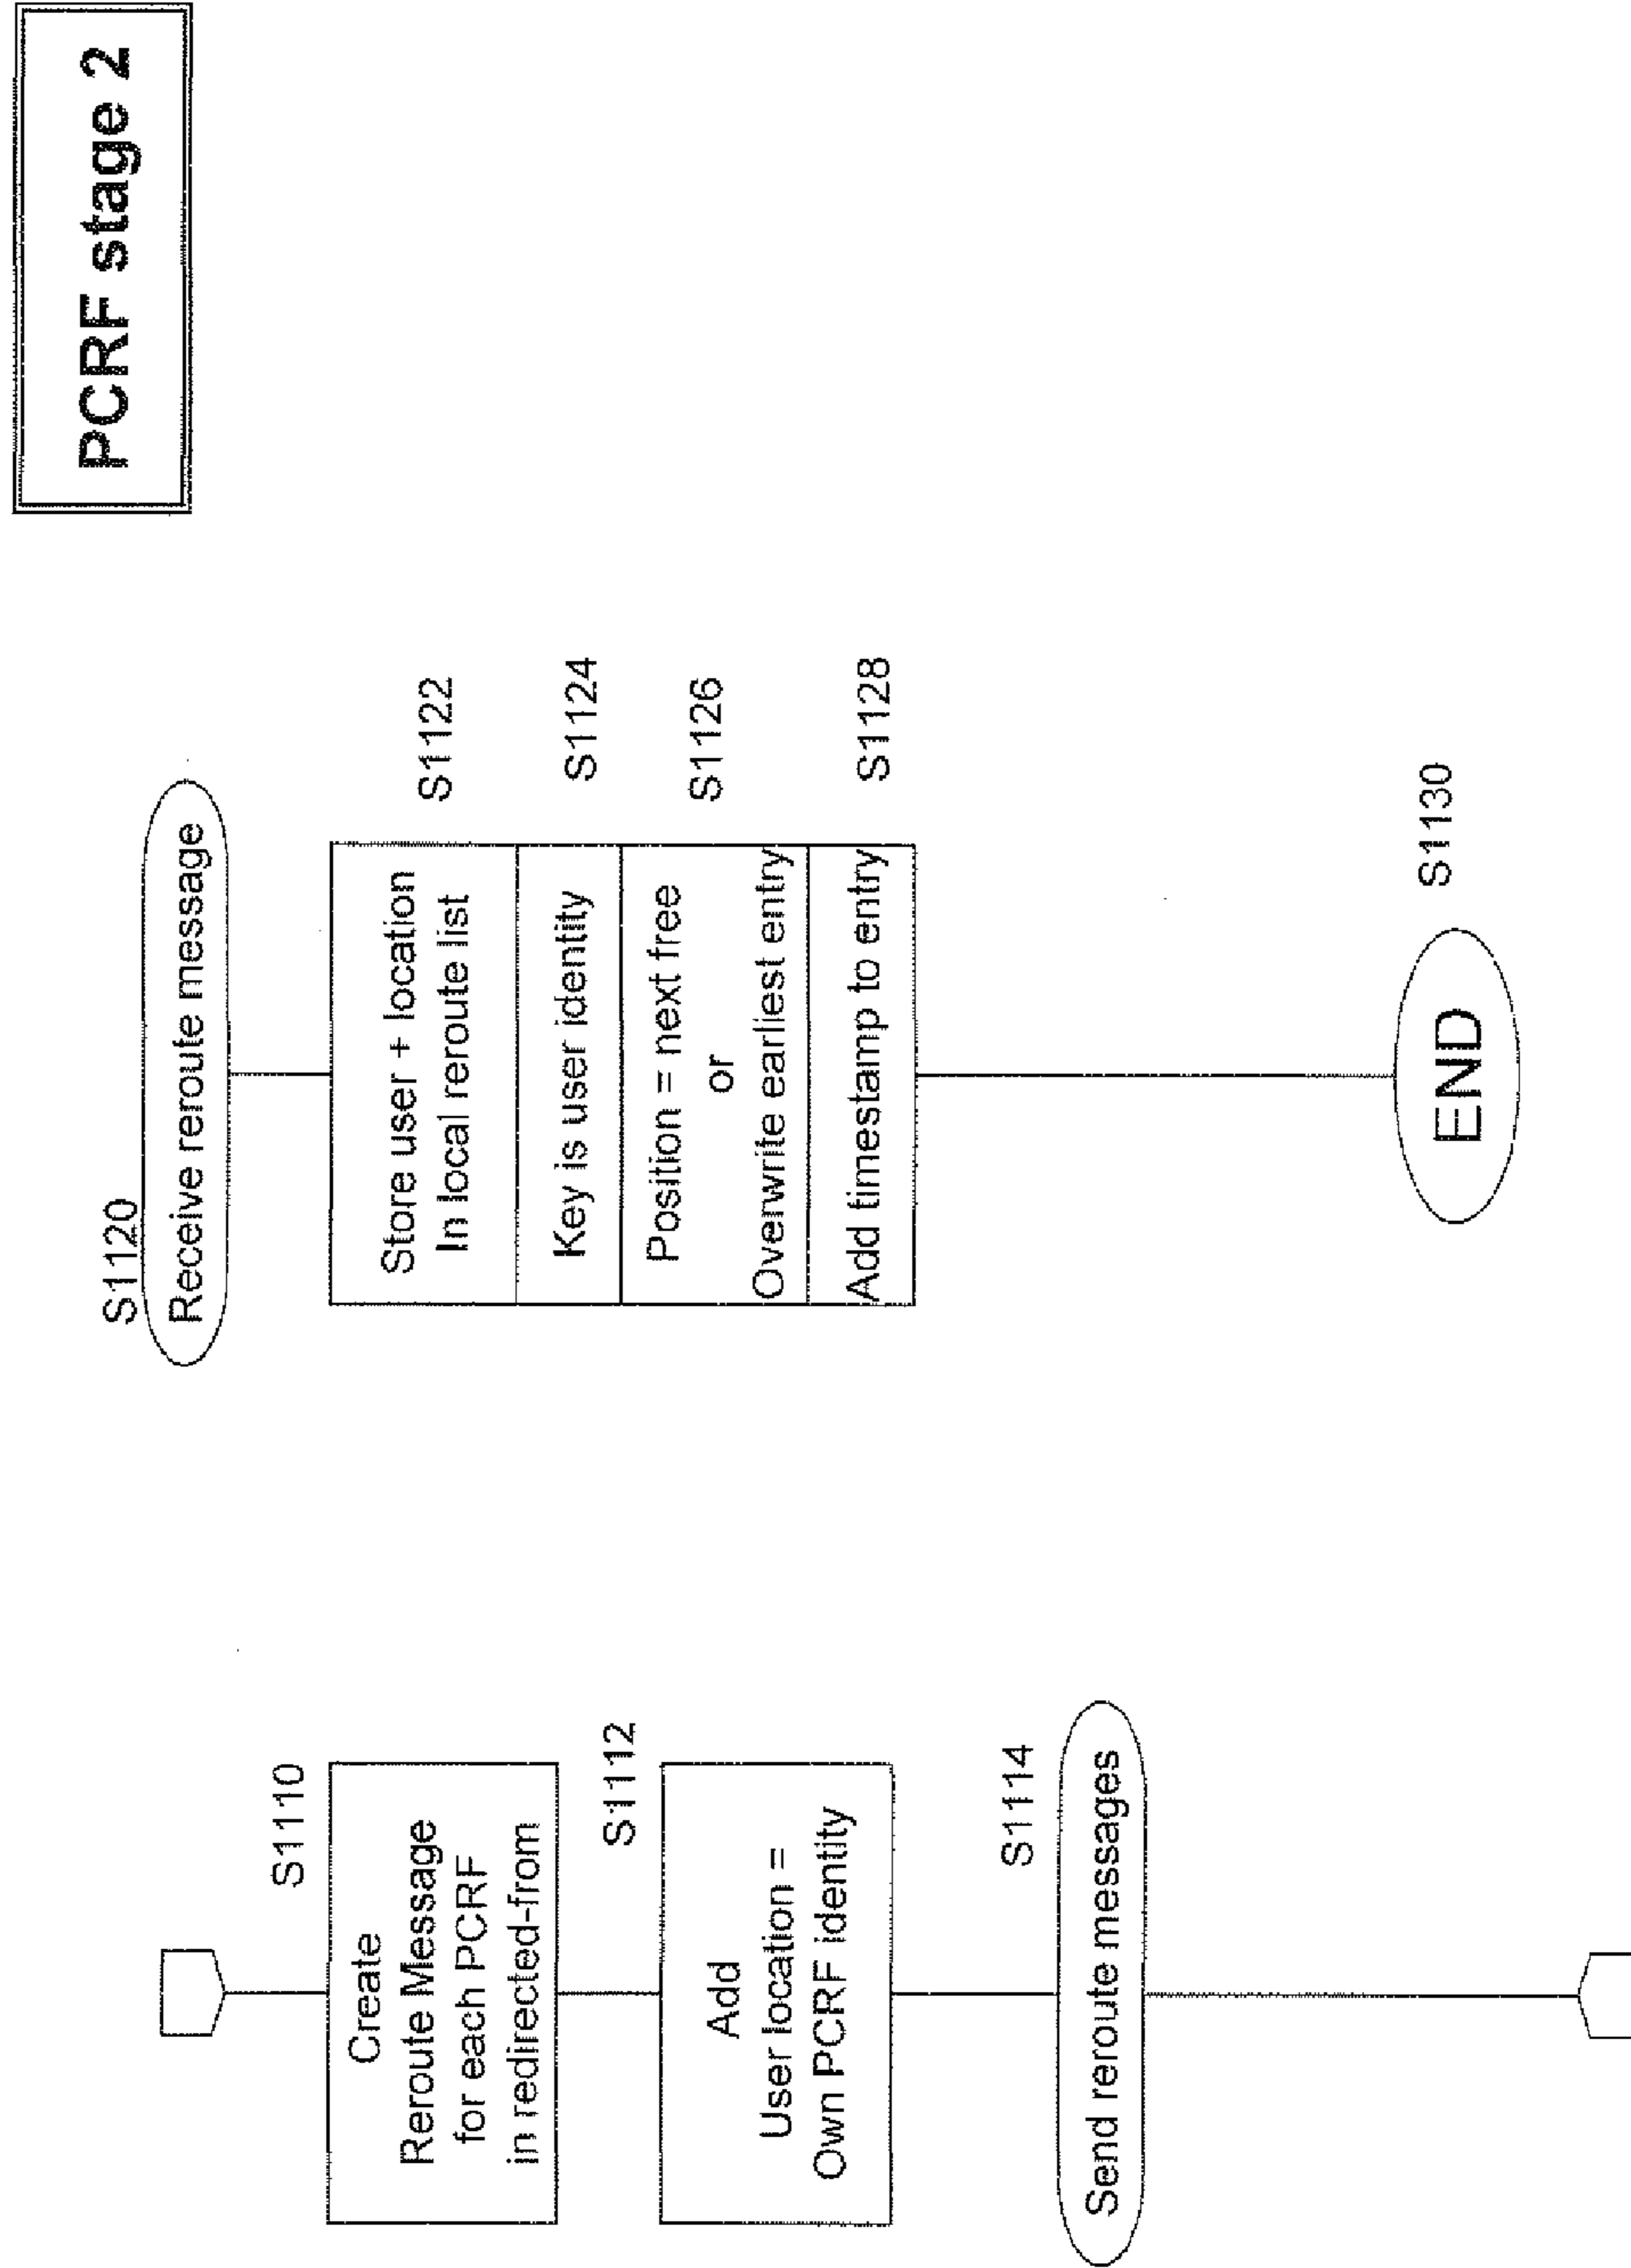 PCRF stage 2
S1110
Create
Reroute Message
for each PCRF
in redirected-from
S1112
Add
User location =
Own PCRF identity
S1114
Send reroute messages
S1120
Receive reroute message
Store user + location
In local reroute list
S1122
Key is user identity
S1124
Position = next free
or
Overwrite earliest entry
S1126
Add timestamp to entry
S1128
END
S1130